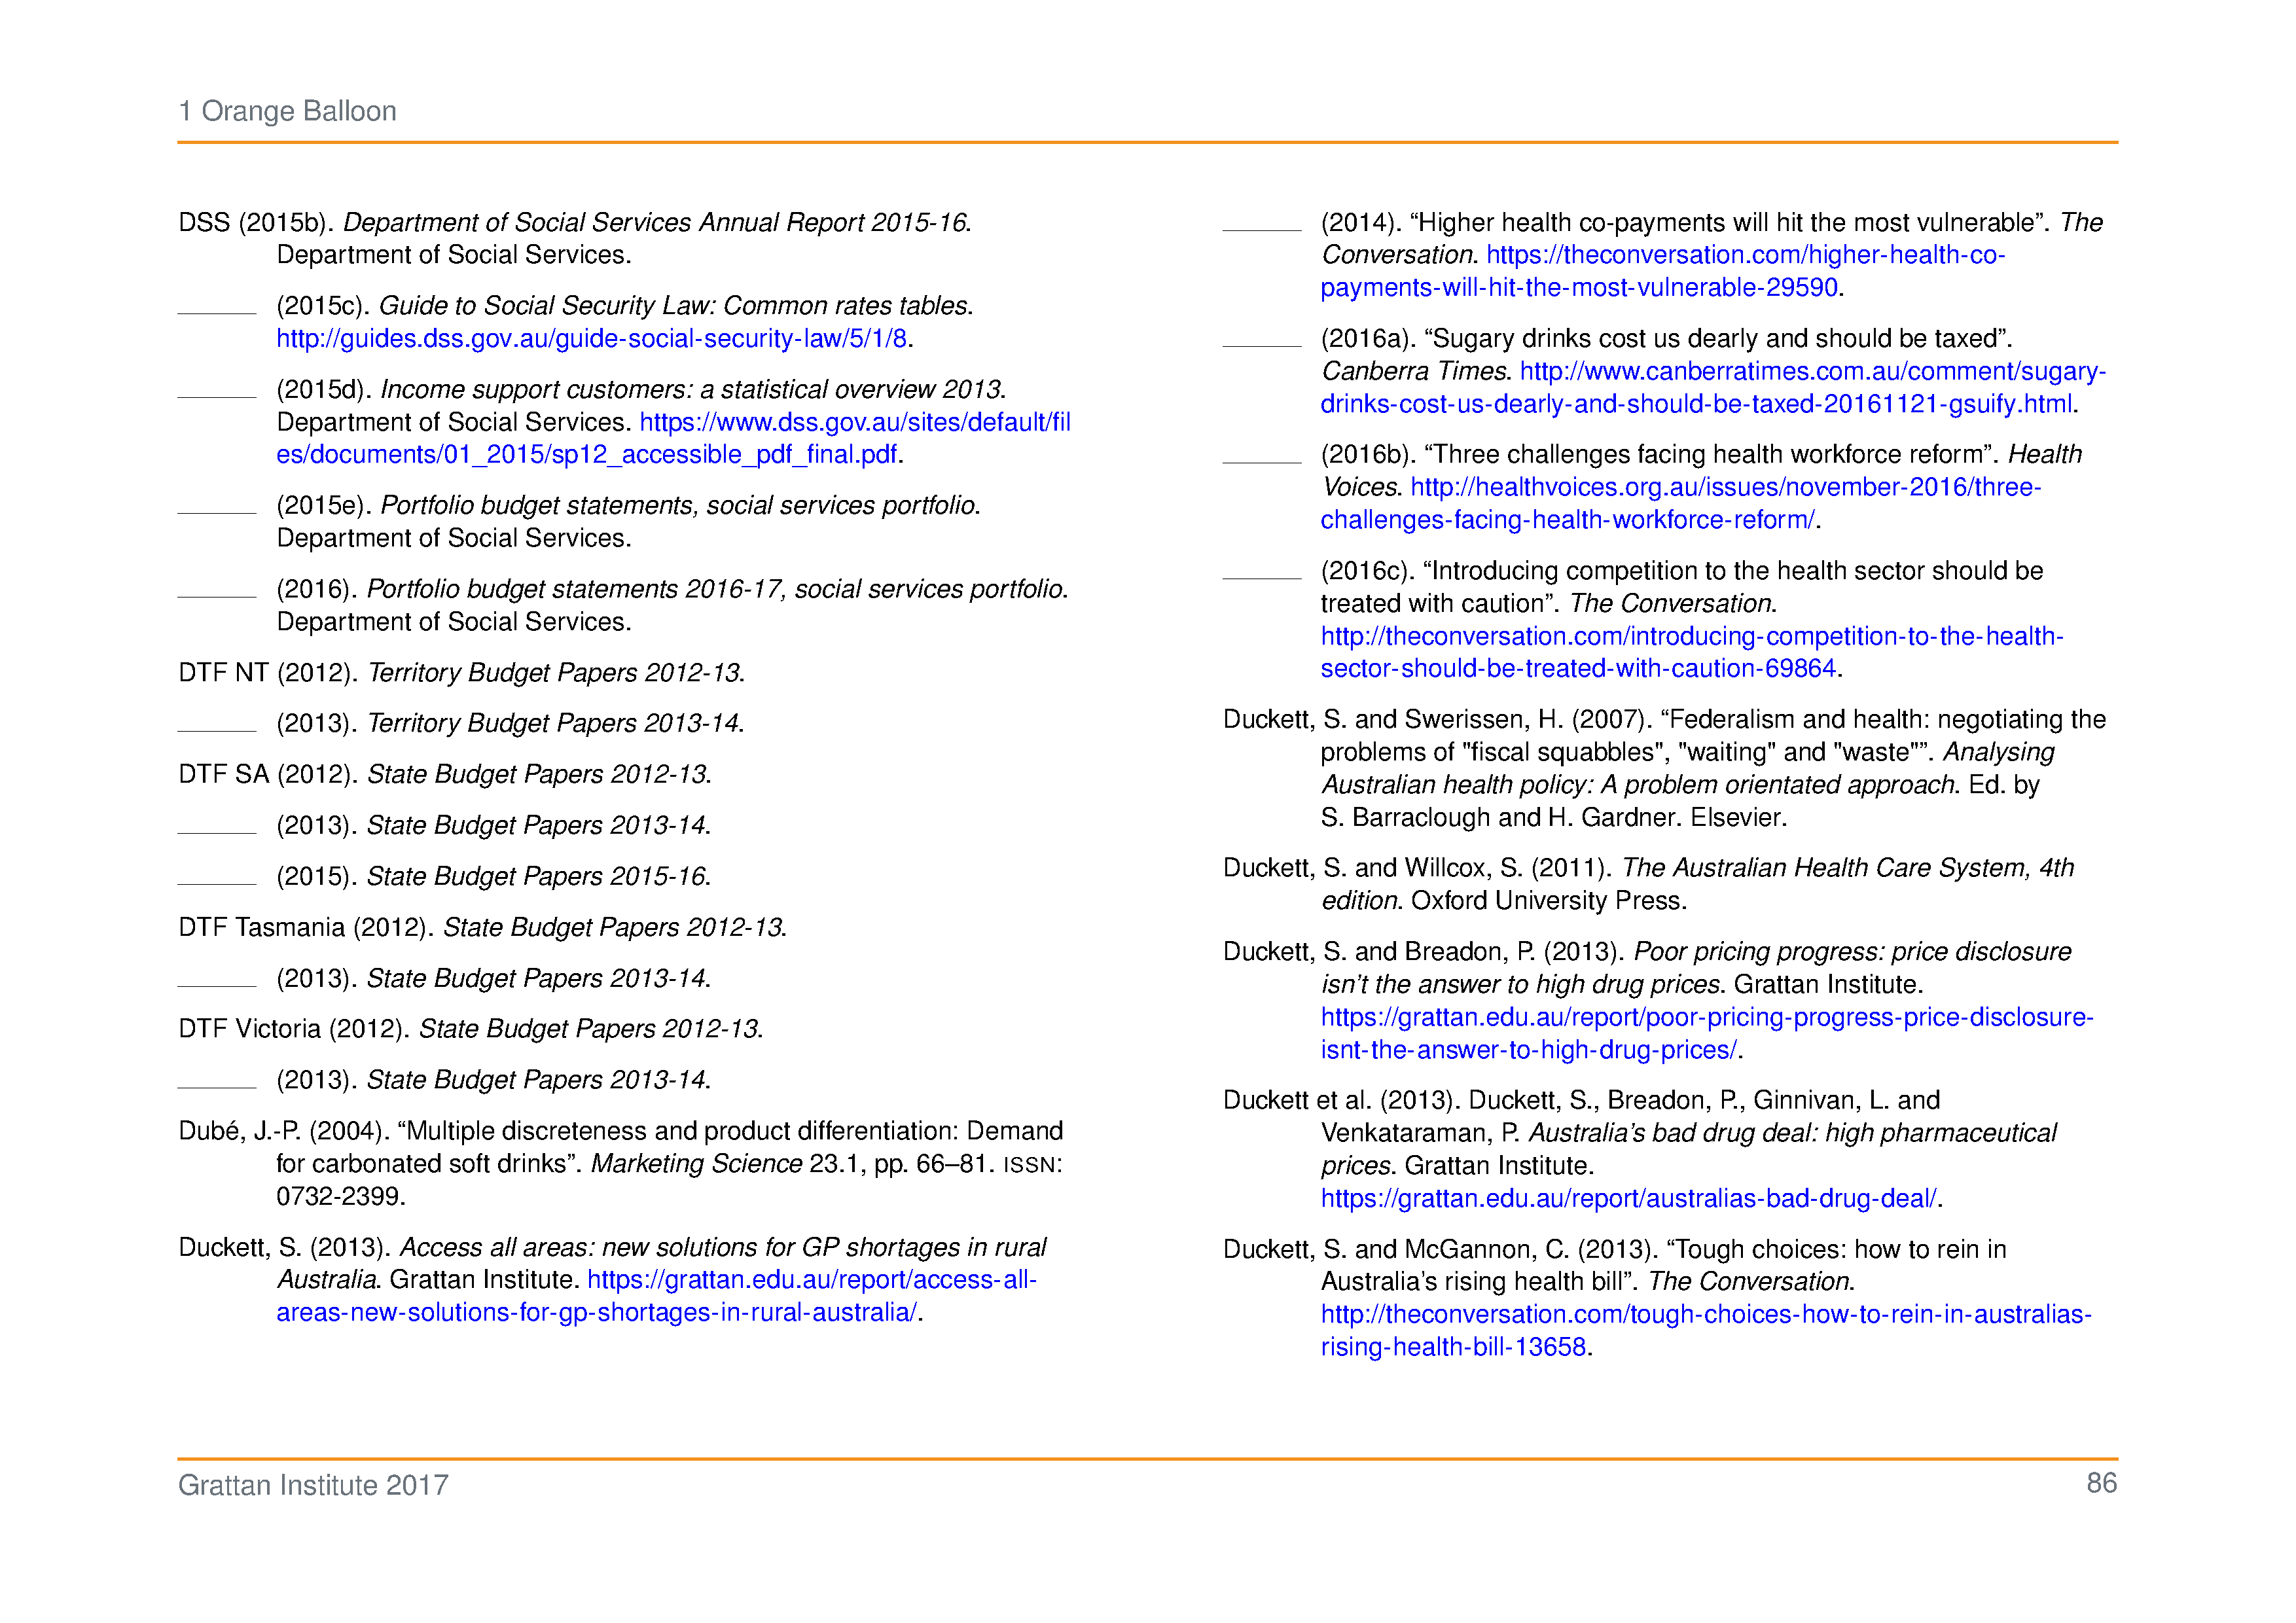 1 Orange Balloon
DSS (2015b). Department of Social Services Annual Report 2015-16.
Department of Social Services.
(2015c). Guide to Social Security Law: Common rates tables.
http://guides.dss.gov.au/guide-social-security-law/5/1/8.
(2015d). Income support customers: a statistical overview 2013.
Department of Social Services. https://www.dss.gov.au/sites/default/fil
es/documents/01_2015/sp12_accessible_pdf_final.pdf.
(2015e). Portfolio budget statements, social services portfolio.
Department of Social Services.
(2016). Portfolio budget statements 2016-17, social services portfolio.
Department of Social Services.
DTF NT (2012). Territory Budget Papers 2012-13.
(2013). Territory Budget Papers 2013-14.
DTF SA (2012). State Budget Papers 2012-13.
(2013). State Budget Papers 2013-14.
(2015). State Budget Papers 2015-16.
DTF Tasmania (2012). State Budget Papers 2012-13.
(2013). State Budget Papers 2013-14.
DTF Victoria (2012). State Budget Papers 2012-13.
(2013). State Budget Papers 2013-14.
Dubé, J.-P. (2004). “Multiple discreteness and product differentiation: Demand
for carbonated soft drinks”. Marketing Science 23.1, pp. 66–81. ISSN:
0732-2399.
Duckett, S. (2013). Access all areas: new solutions for GP shortages in rural
Australia. Grattan Institute. https://grattan.edu.au/report/access-all-
areas-new-solutions-for-gp-shortages-in-rural-australia/.
(2014). “Higher health co-payments will hit the most vulnerable”. The
Conversation. https://theconversation.com/higher-health-co-
payments-will-hit-the-most-vulnerable-29590.
(2016a). “Sugary drinks cost us dearly and should be taxed”.
Canberra Times. http://www.canberratimes.com.au/comment/sugary-
drinks-cost-us-dearly-and-should-be-taxed-20161121-gsuify.html.
(2016b). “Three challenges facing health workforce reform”. Health
Voices. http://healthvoices.org.au/issues/november-2016/three-
challenges-facing-health-workforce-reform/.
(2016c). “Introducing competition to the health sector should be
treated with caution”. The Conversation.
http://theconversation.com/introducing-competition-to-the-health-
sector-should-be-treated-with-caution-69864.
Duckett, S. and Swerissen, H. (2007). “Federalism and health: negotiating the
problems of "fiscal squabbles", "waiting" and "waste"”. Analysing
Australian health policy: A problem orientated approach. Ed. by
S. Barraclough and H. Gardner. Elsevier.
Duckett, S. and Willcox, S. (2011). The Australian Health Care System, 4th
edition. Oxford University Press.
Duckett, S. and Breadon, P. (2013). Poor pricing progress: price disclosure
isn’t the answer to high drug prices. Grattan Institute.
https://grattan.edu.au/report/poor-pricing-progress-price-disclosure-
isnt-the-answer-to-high-drug-prices/.
Duckett et al. (2013). Duckett, S., Breadon, P., Ginnivan, L. and
Venkataraman, P. Australia’s bad drug deal: high pharmaceutical
prices. Grattan Institute.
https://grattan.edu.au/report/australias-bad-drug-deal/.
Duckett, S. and McGannon, C. (2013). “Tough choices: how to rein in
Australia’s rising health bill”. The Conversation.
http://theconversation.com/tough-choices-how-to-rein-in-australias-
rising-health-bill-13658.
Grattan Institute 2017
86